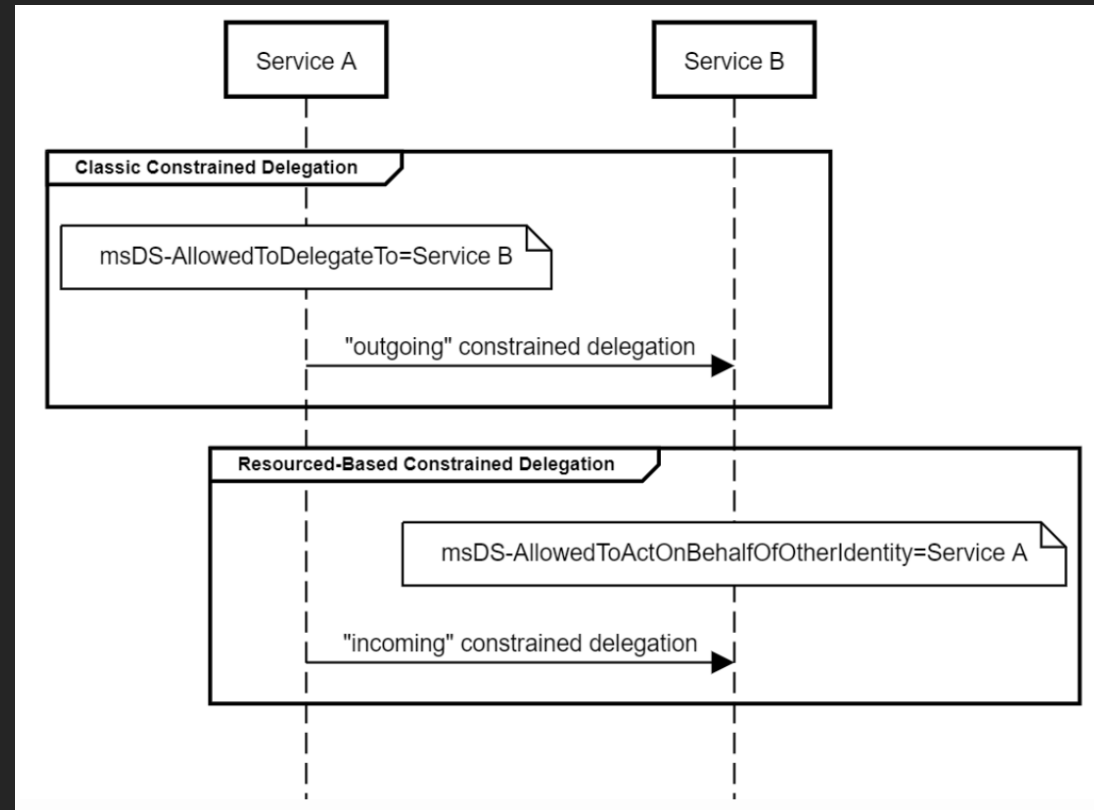 Service A
Service B
Classic Constrained Delegation
msDS-AllowedToDelegateTo=Service B
"outgoing" constrained delegation
Resourced-Based Constrained Delegation
msDS-AllowedToActOnBehalfOfOtherIdentity=Service A
"incoming" constrained delegation